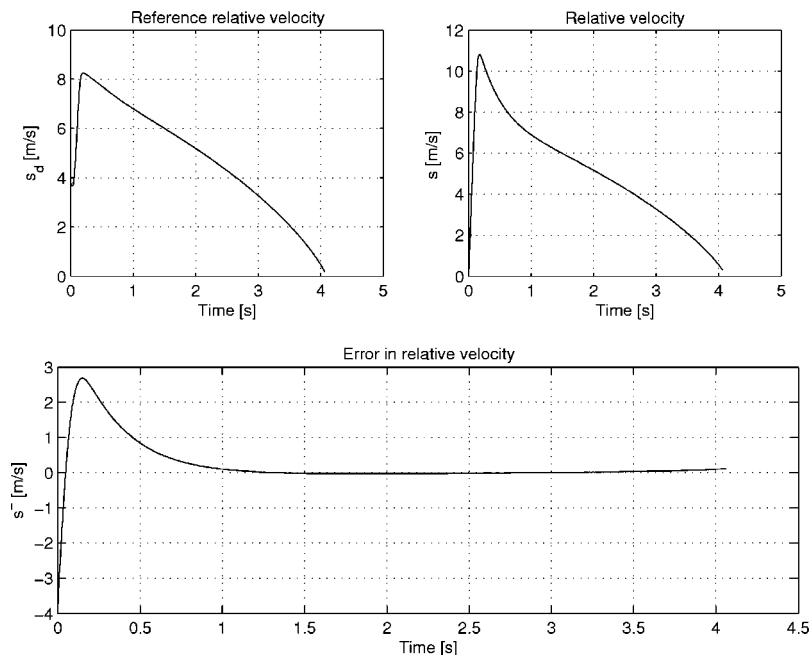 Reference relative velocity
10
8
6
4
2
0
s_d [m/s]
0 1 2 3 4 5
Time [s]
Relative velocity
12
10
8
6
4
2
0
s [m/s]
0 1 2 3 4 5
Time [s]
Error in relative velocity
3
2
1
0
−1
−2
−3
−4
s‾ [m/s]
0 0.5 1 1.5 2 2.5 3 3.5 4 4.5
Time [s]